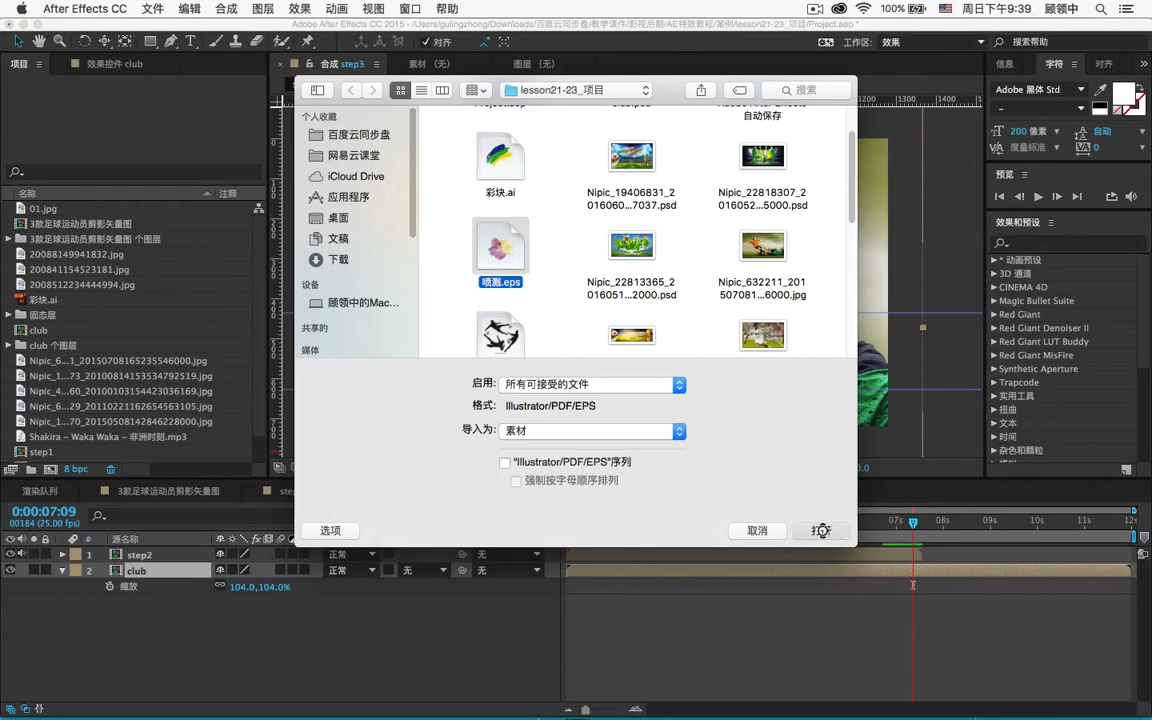 After Effects CC 文件 编辑 合成 图层 效果 动画 视图 窗口 帮助 100% 周日下午9:39 顾领中
Adobe After Effects CC 2015 - /Users/gulingzhong/Downloads/百度云同步盘/教学课件/影视后期/AE特效教程/案例/lesson21-23_项目/Project.aep *
对齐 工作区: 效果 搜索帮助
项目 效果控件 club 合成 step3 素材 (无) 图层 (无) 信息 字符 对齐
lesson21-23_项目 搜索
个人收藏
百度云同步盘
网易云课堂
iCloud Drive
应用程序
桌面
文稿
下载
设备
顾领中的Mac...
共享的
媒体
自动保存
彩块.ai
Nipic_19406831_2
016060...7037.psd
Nipic_22818307_2
016052...5000.psd
喷溅.eps
Nipic_22813365_2
016051...2000.psd
Nipic_632211_201
507081...6000.jpg
启用: 所有可接受的文件
格式: Illustrator/PDF/EPS
导入为: 素材
"Illustrator/PDF/EPS"序列
强制按字母顺序排列
选项 取消
1200 1300 1400
Adobe 黑体 Std
-
200 像素 自动
度量标准 0
预览
效果和预设
* 动画预设
3D 通道
CINEMA 4D
Magic Bullet Suite
Red Giant
Red Giant Denoiser II
Red Giant LUT Buddy
Red Giant MisFire
Synthetic Aperture
Trapcode
实用工具
扭曲
文本
时间
杂色和颗粒
名称 注释
01.jpg
3款足球运动员剪影矢量图
3款足球运动员剪影矢量图 个图层
20088149941832.jpg
200841114523181.jpg
2008512234444994.jpg
彩块.ai
固态层
club
club 个图层
Nipic_6...1_20150708165235546000.jpg
Nipic_1...73_20100814153534792519.jpg
Nipic_4...60_20100103154423036169.jpg
Nipic_6...29_20110221162654563105.jpg
Nipic_1...70_20150508142846228000.jpg
Shakira – Waka Waka – 非洲时刻.mp3
step1
8 bpc
渲染队列 3款足球运动员剪影矢量图
0:00:07:09
00184 (25.00 fps)
源名称
07s 08s 09s 10s 11s 12s
1 step2 正常 无
2 club 正常 无 无
缩放 104.0,104.0%